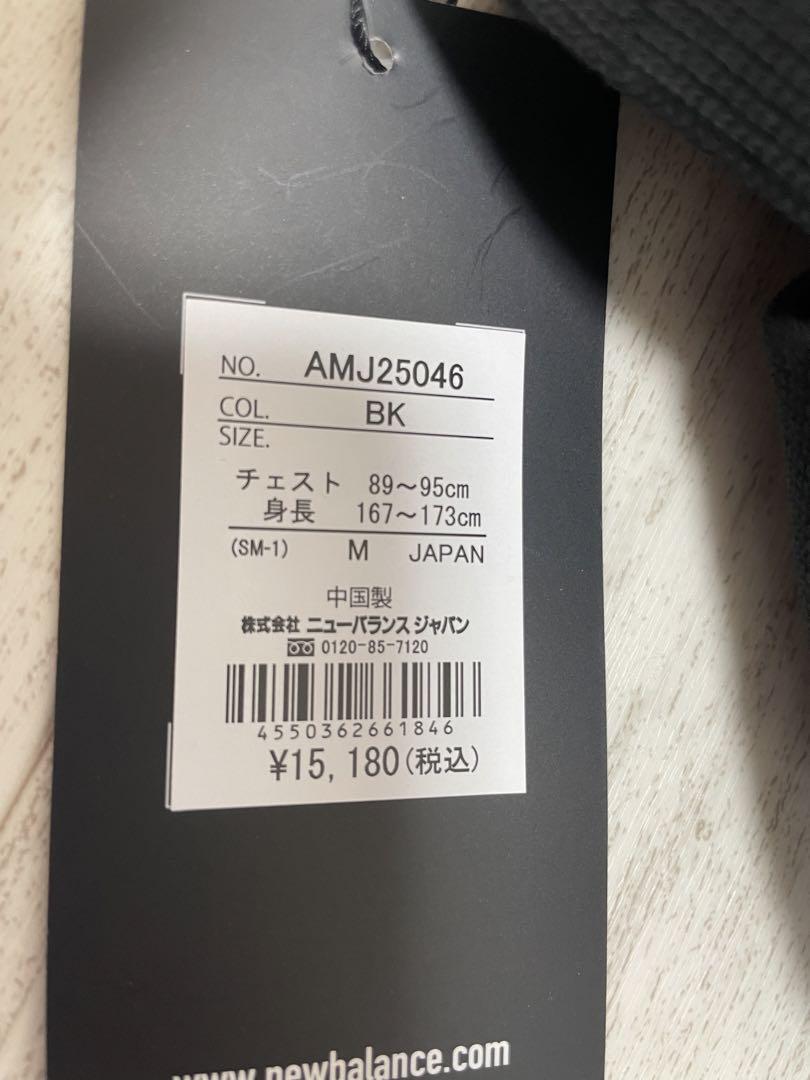 NO. AMJ25046
COL. BK
SIZE.
チェスト 89～95cm
身長 167～173cm
(SM-1) M JAPAN
中国製
株式会社 ニューバランス ジャパン
0120-85-7120
4550362661846
¥15,180(税込)
www.newbalance.com